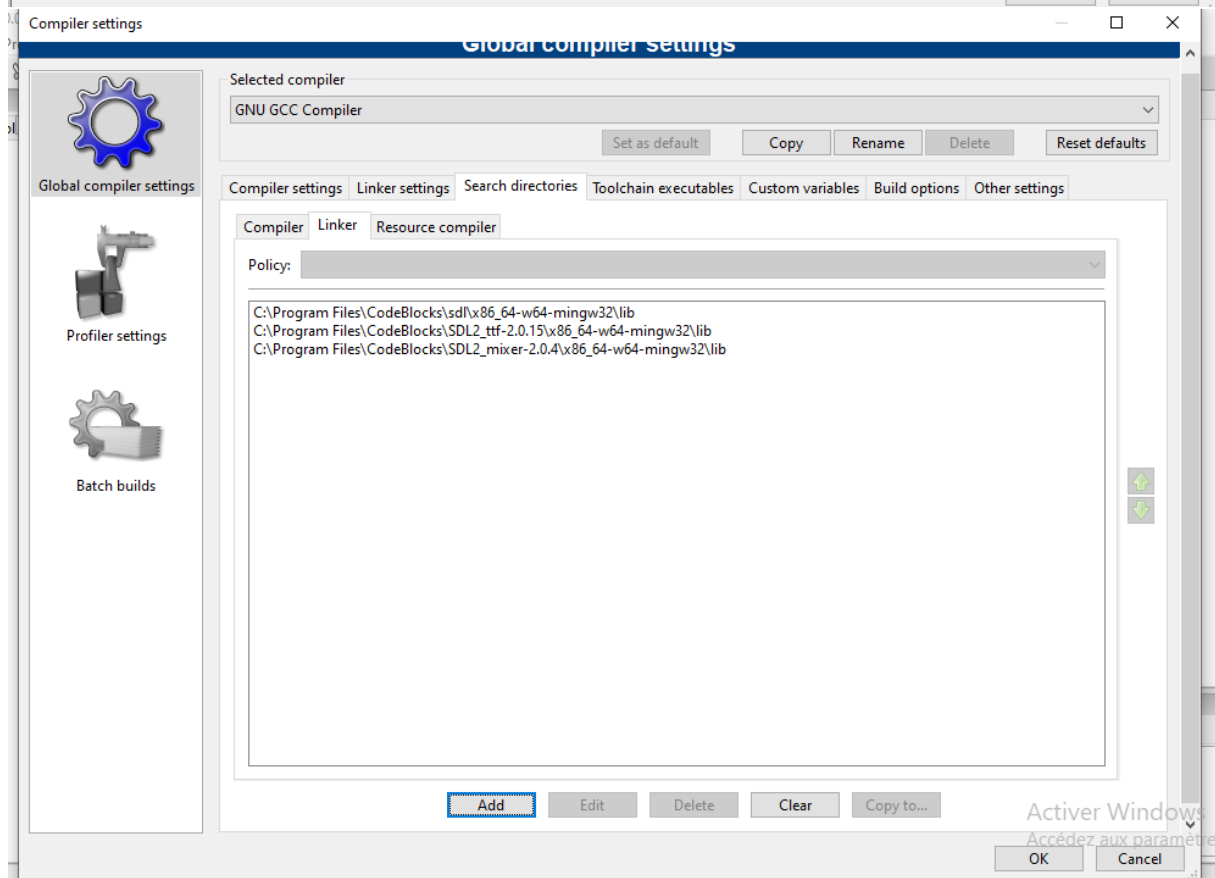 Compiler settings
Global compiler settings
Global compiler settings
Profiler settings
Batch builds
Selected compiler
GNU GCC Compiler
Set as default Copy Rename Delete Reset defaults
Compiler settings Linker settings Search directories Toolchain executables Custom variables Build options Other settings
Compiler Linker Resource compiler
Policy:
C:\Program Files\CodeBlocks\sdl\x86_64-w64-mingw32\lib
C:\Program Files\CodeBlocks\SDL2_ttf-2.0.15\x86_64-w64-mingw32\lib
C:\Program Files\CodeBlocks\SDL2_mixer-2.0.4\x86_64-w64-mingw32\lib
Add Edit Delete Clear Copy to...
Activer Windows
Accédez aux paramètre
OK Cancel